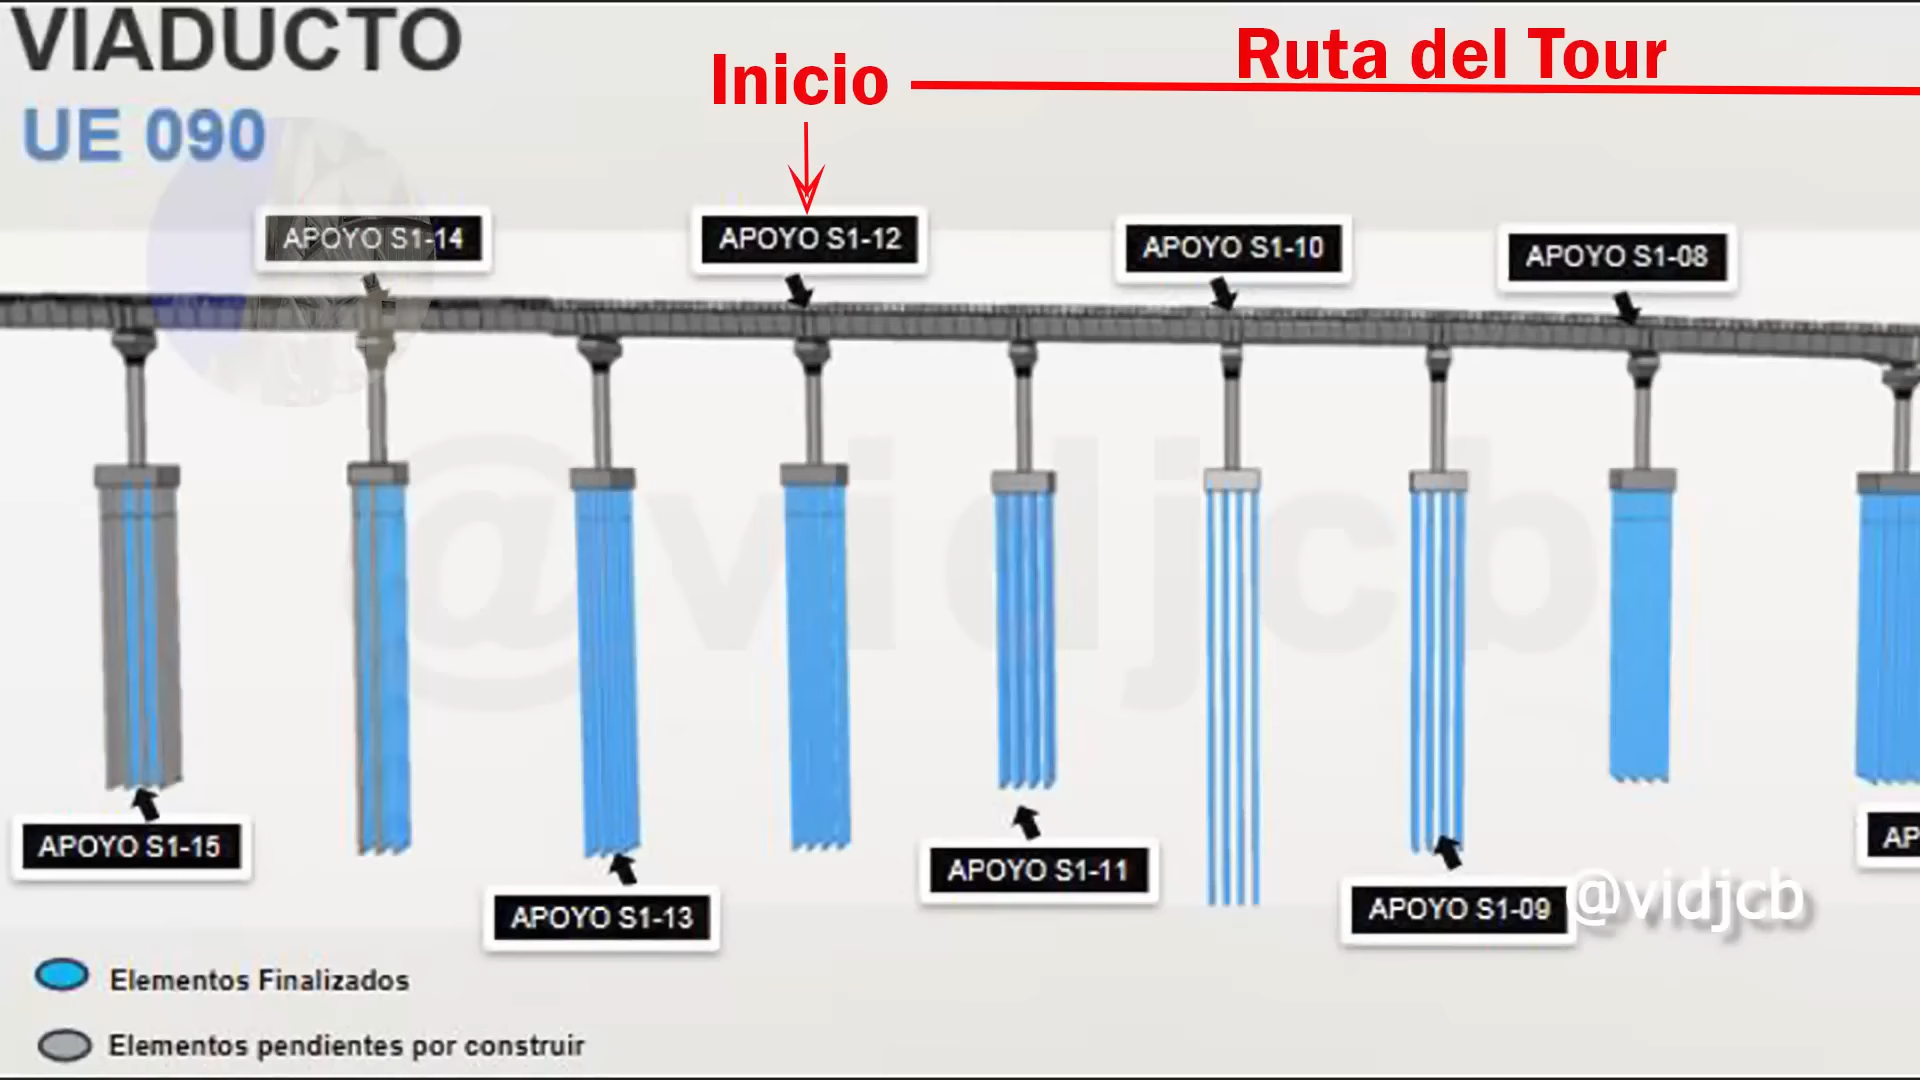 VIADUCTO
UE 090
Inicio
Ruta del Tour
APOYO S1-14
APOYO S1-12
APOYO S1-10
APOYO S1-08
@vidjcb
APOYO S1-15
APOYO S1-13
APOYO S1-11
APOYO S1-09
@vidjcb
AP
Elementos Finalizados
Elementos pendientes por construir